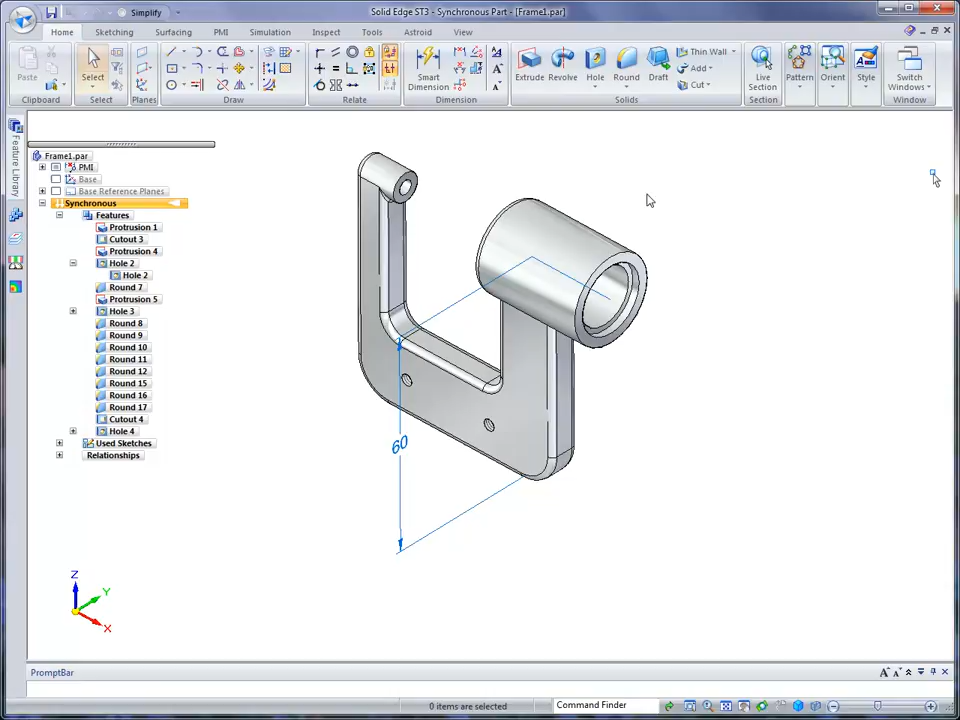 Simplify
Solid Edge ST3 - Synchronous Part - [Frame1.par]
Home Sketching Surfacing PMI Simulation Inspect Tools Astroid View
Paste
Select
Smart
Dimension
Extrude Revolve Hole Round Draft
Thin Wall
Add
Cut
Live
Section
Pattern Orient Style
Switch
Windows
Clipboard Select Planes Draw Relate Dimension Solids Section Window
Feature Library
Frame1.par
PMI
Base
Base Reference Planes
Synchronous
Features
Protrusion 1
Cutout 3
Protrusion 4
Hole 2
Hole 2
Round 7
Protrusion 5
Hole 3
Round 8
Round 9
Round 10
Round 11
Round 12
Round 15
Round 16
Round 17
Cutout 4
Hole 4
Used Sketches
Relationships
60
Z
Y
X
PromptBar
0 items are selected
Command Finder